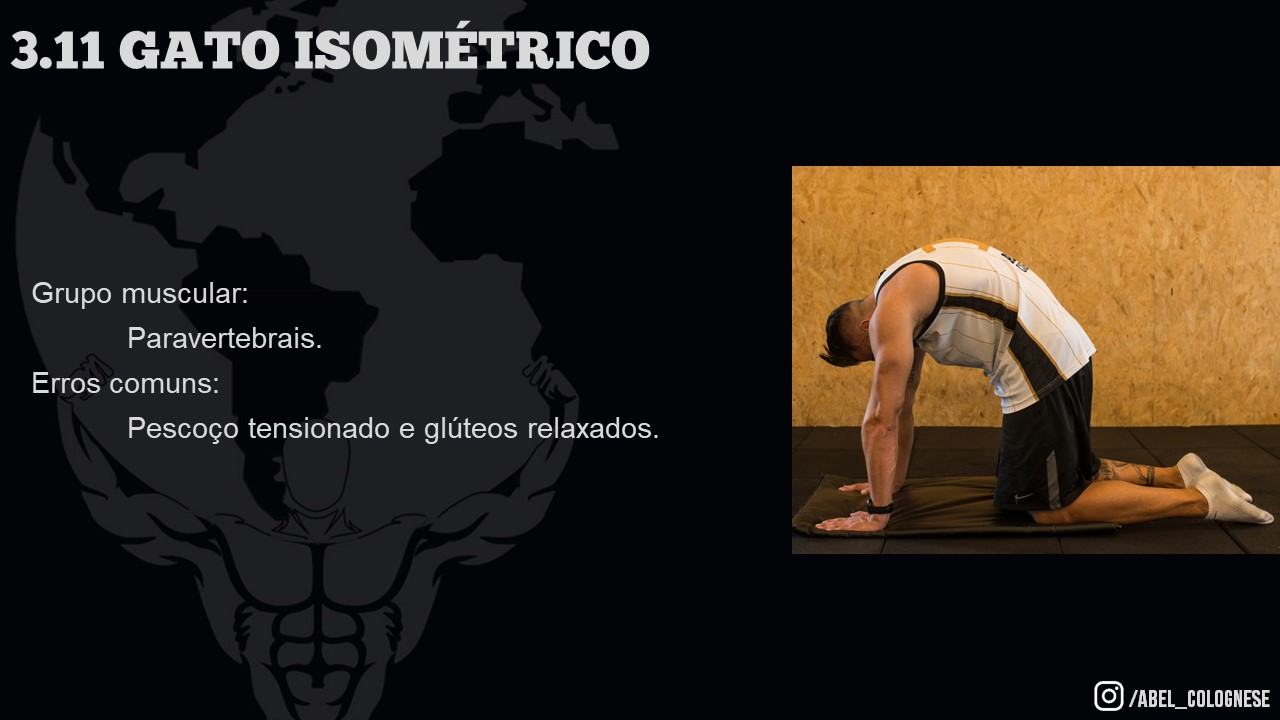 3.11 GATO ISOMÉTRICO
Grupo muscular:
Paravertebrais.
Erros comuns:
Pescoço tensionado e glúteos relaxados.
/ABEL_COLOGNESE